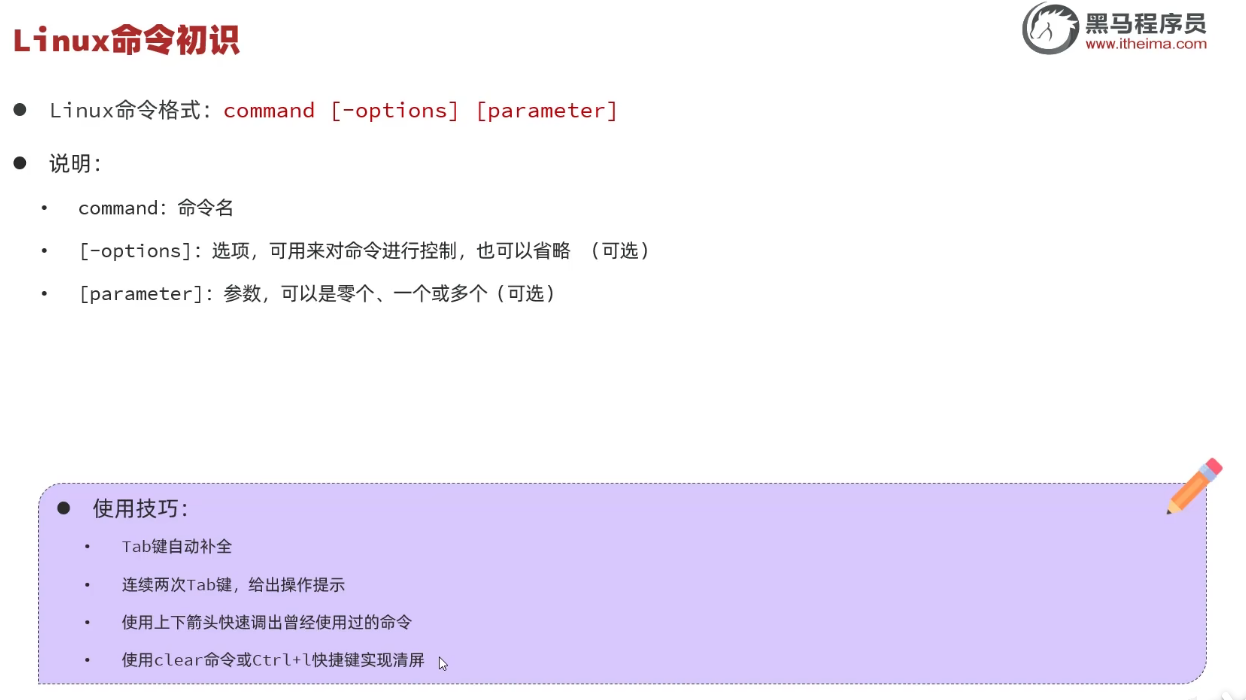 Linux命令初识
黑马程序员
www.itheima.com
● Linux命令格式：command [-options] [parameter]
● 说明：
• command：命令名
• [-options]：选项，可用来对命令进行控制，也可以省略 （可选）
• [parameter]：参数，可以是零个、一个或多个（可选）
● 使用技巧：
• Tab键自动补全
• 连续两次Tab键，给出操作提示
• 使用上下箭头快速调出曾经使用过的命令
• 使用clear命令或Ctrl+l快捷键实现清屏